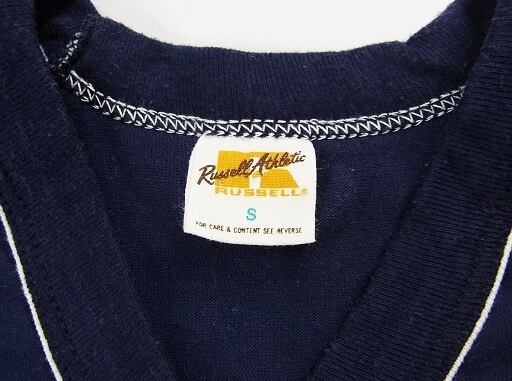 Russell Athletic
RUSSELL®
S
FOR CARE & CONTENT SEE REVERSE